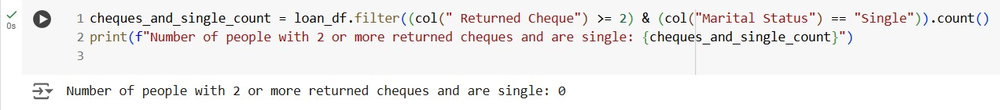 1 cheques_and_single_count = loan_df.filter((col(" Returned Cheque") >= 2) & (col("Marital Status") == "Single")).count()
2 print(f"Number of people with 2 or more returned cheques and are single: {cheques_and_single_count}")
3
0s
Number of people with 2 or more returned cheques and are single: 0